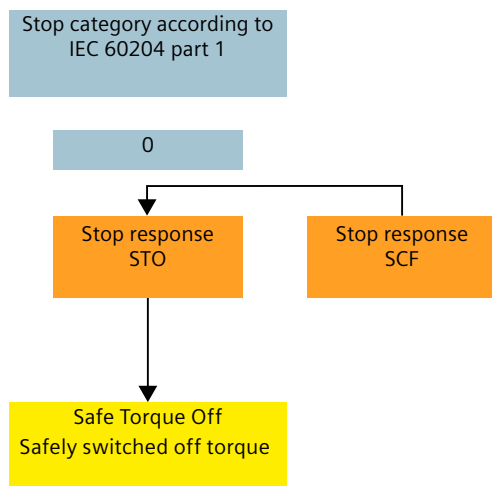 Stop category according to
IEC 60204 part 1
0
Stop response
STO
Stop response
SCF
Safe Torque Off
Safely switched off torque